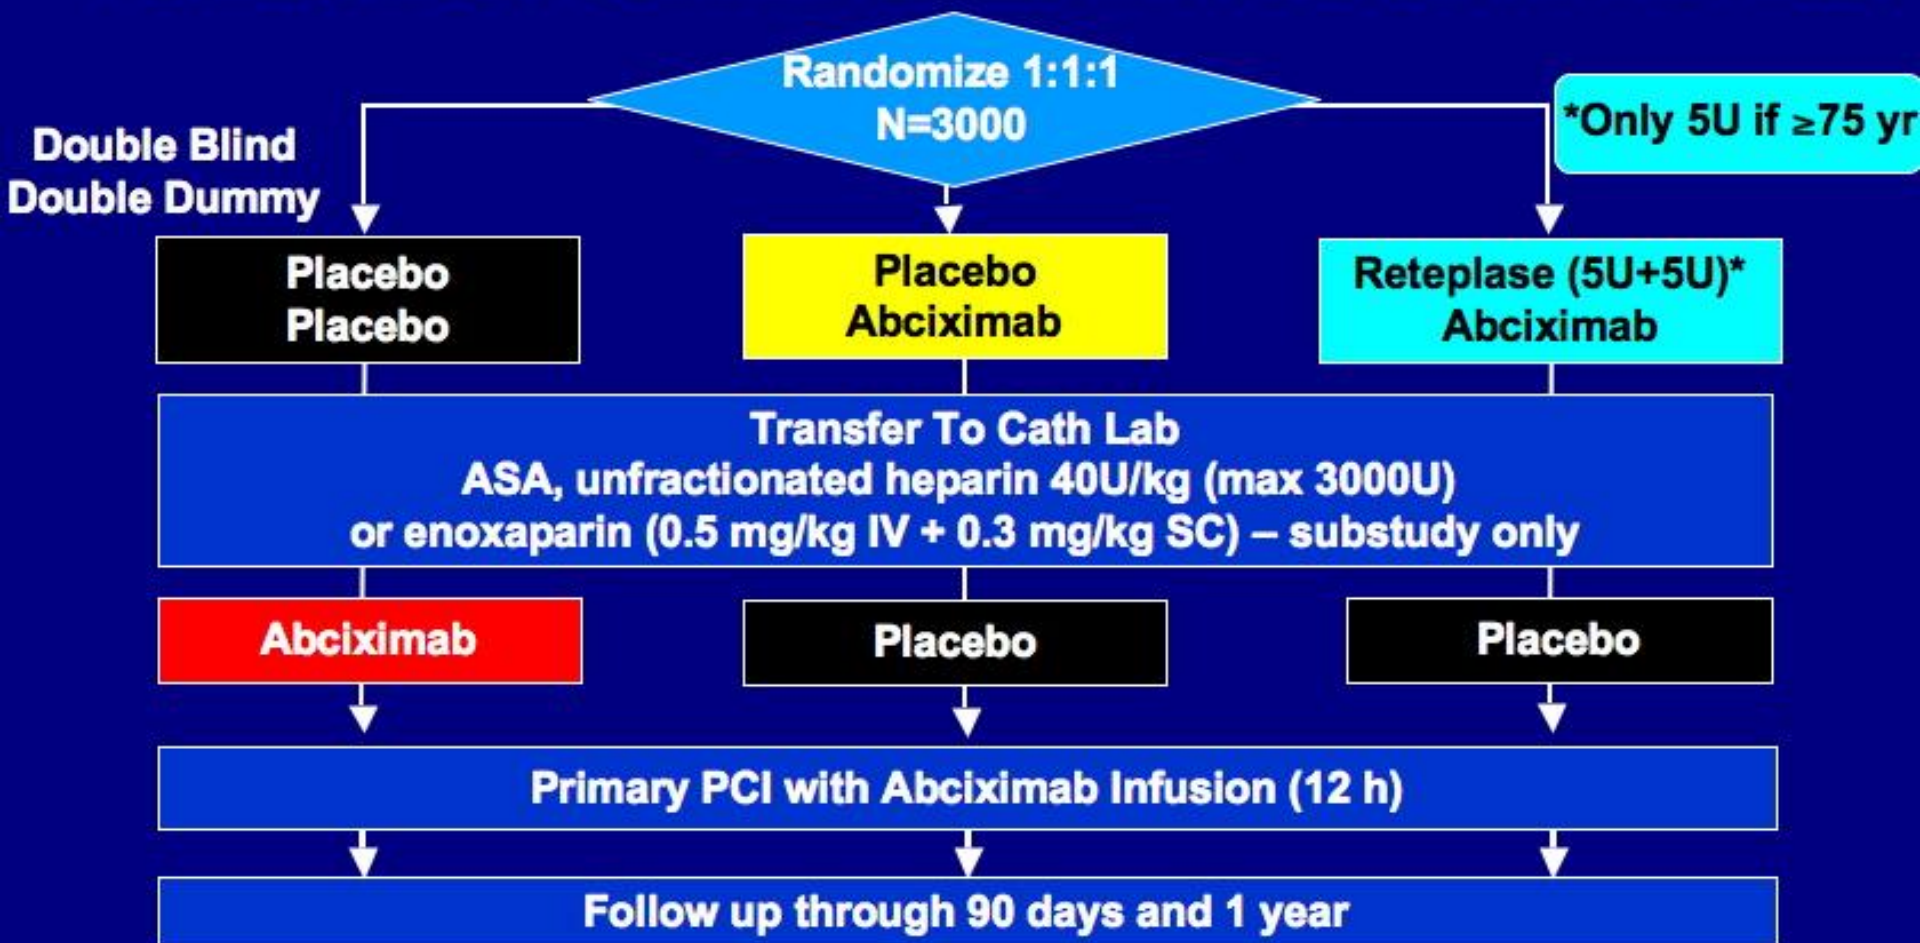 Randomize 1:1:1
N=3000
*Only 5U if ≥75 yr
Double Blind
Double Dummy
Placebo
Placebo
Placebo
Abciximab
Reteplase (5U+5U)*
Abciximab
Transfer To Cath Lab
ASA, unfractionated heparin 40U/kg (max 3000U)
or enoxaparin (0.5 mg/kg IV + 0.3 mg/kg SC) – substudy only
Abciximab
Placebo
Placebo
Primary PCI with Abciximab Infusion (12 h)
Follow up through 90 days and 1 year